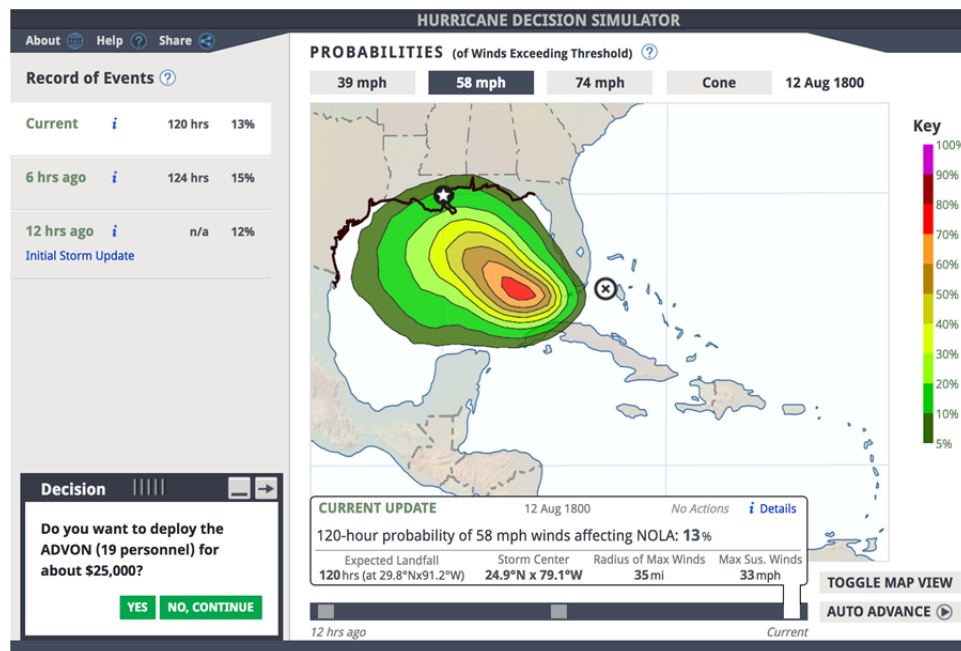 HURRICANE DECISION SIMULATOR
About Help ? Share
Record of Events ?
Current i 120 hrs 13%
6 hrs ago i 124 hrs 15%
12 hrs ago i n/a 12%
Initial Storm Update
PROBABILITIES (of Winds Exceeding Threshold) ?
39 mph 58 mph 74 mph Cone 12 Aug 1800
Key
100%
90%
80%
70%
60%
50%
40%
30%
20%
10%
5%
Decision
Do you want to deploy the
ADVON (19 personnel) for
about $25,000?
YES NO, CONTINUE
CURRENT UPDATE 12 Aug 1800 No Actions i Details
120-hour probability of 58 mph winds affecting NOLA: 13%
Expected Landfall Storm Center Radius of Max Winds Max Sus. Winds
120 hrs (at 29.8°Nx91.2°W) 24.9°N x 79.1°W 35 mi 33 mph
12 hrs ago Current
TOGGLE MAP VIEW
AUTO ADVANCE